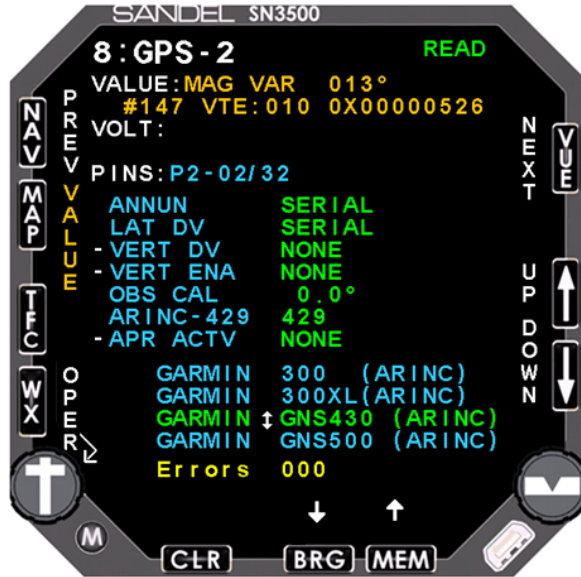 SANDEL SN3500
8:GPS-2 READ
VALUE:MAG VAR 013°
#147 VTE:010 0X00000526
VOLT:
PINS:P2-02/32
ANNUN SERIAL
LAT DV SERIAL
-VERT DV NONE
-VERT ENA NONE
OBS CAL 0.0°
ARINC-429 429
-APR ACTV NONE
GARMIN 300 (ARINC)
GARMIN 300XL(ARINC)
GARMIN ↕ GNS430 (ARINC)
GARMIN GNS500 (ARINC)
Errors 000
NAV
MAP
TFC
WX
PREV VALUE
OPER
NEXT
UP DOWN
VUE
↓ ↑
M
CLR BRG MEM